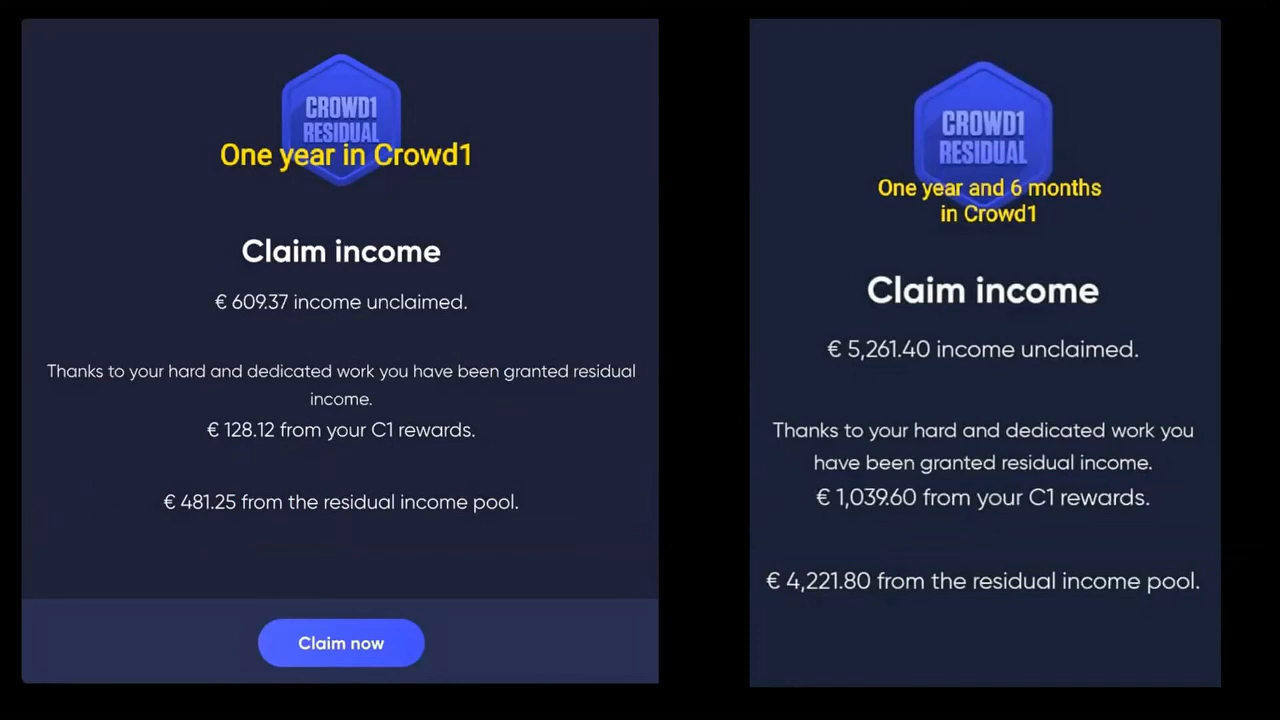 CROWD1
RESIDUAL
One year in Crowd1
Claim income
€ 609.37 income unclaimed.
Thanks to your hard and dedicated work you have been granted residual
income.
€ 128.12 from your C1 rewards.
€ 481.25 from the residual income pool.
Claim now
CROWD1
RESIDUAL
One year and 6 months
in Crowd1
Claim income
€ 5,261.40 income unclaimed.
Thanks to your hard and dedicated work you
have been granted residual income.
€ 1,039.60 from your C1 rewards.
€ 4,221.80 from the residual income pool.